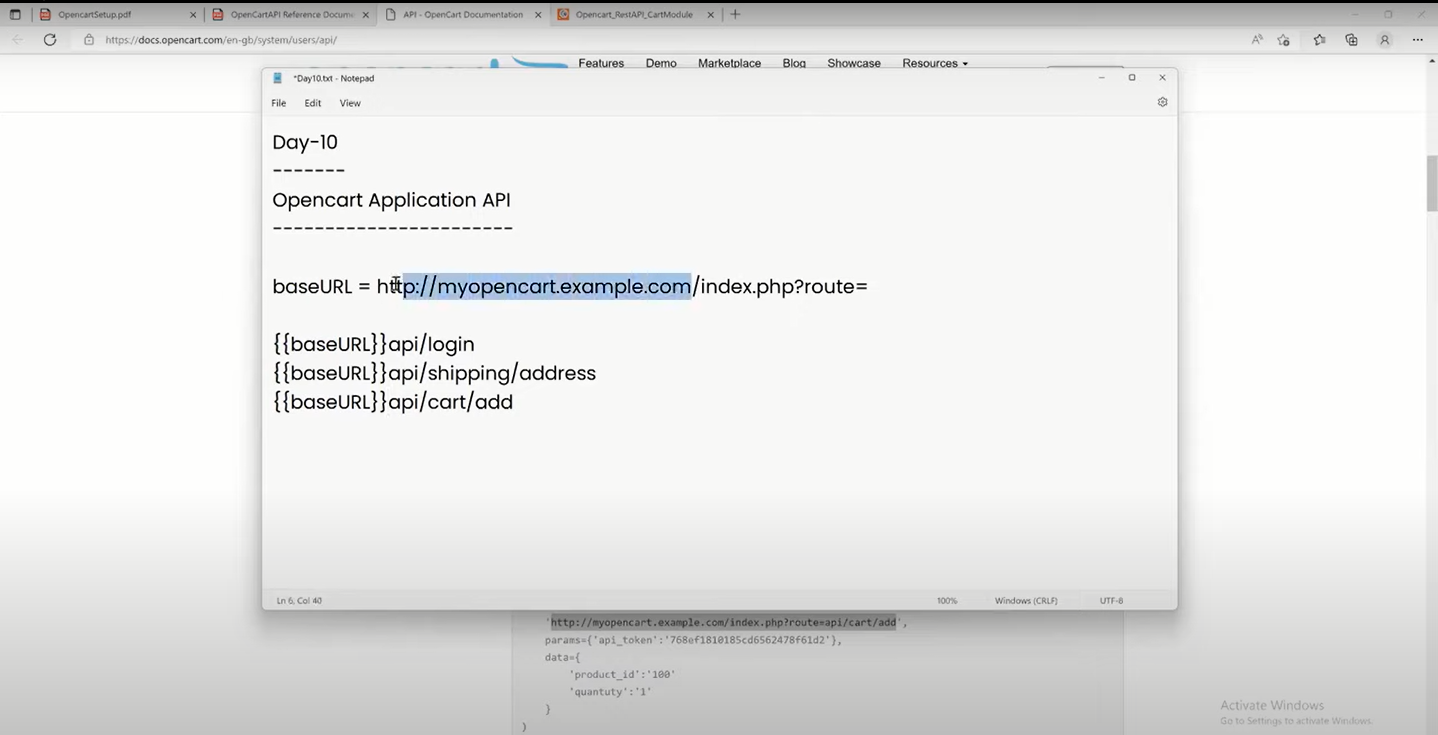 OpencartSetup.pdf
OpenCartAPI Reference Docume
API - OpenCart Documentation
Opencart_RestAPI_CartModule
https://docs.opencart.com/en-gb/system/users/api/
Features Demo Marketplace Blog Showcase Resources
*Day10.txt - Notepad
File Edit View
Day-10
-------
Opencart Application API
-----------------------
baseURL = http://myopencart.example.com/index.php?route=
{{baseURL}}api/login
{{baseURL}}api/shipping/address
{{baseURL}}api/cart/add
Ln 6, Col 40 100% Windows (CRLF) UTF-8
'http://myopencart.example.com/index.php?route=api/cart/add',
params={'api_token':'768ef1810185cd6562478f61d2'},
data={
'product_id':'100'
'quantuty':'1'
}
)
Activate Windows
Go to Settings to activate Windows.